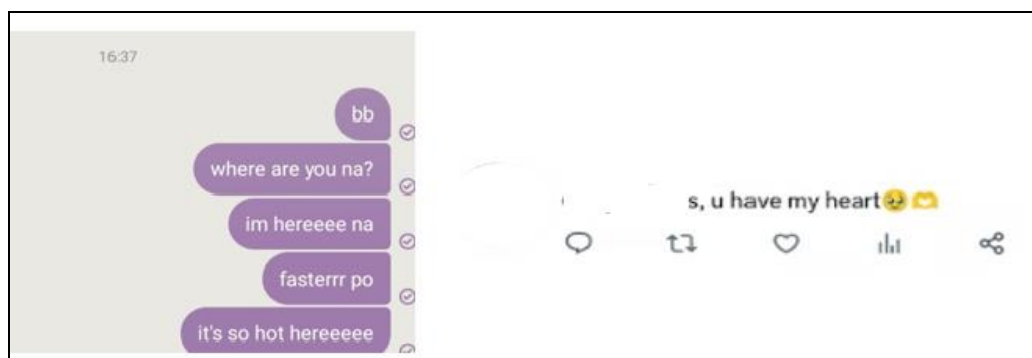 16:37
bb
where are you na?
im hereeee na
fasterrr po
it's so hot hereeeee
s, u have my heart🥹🫶